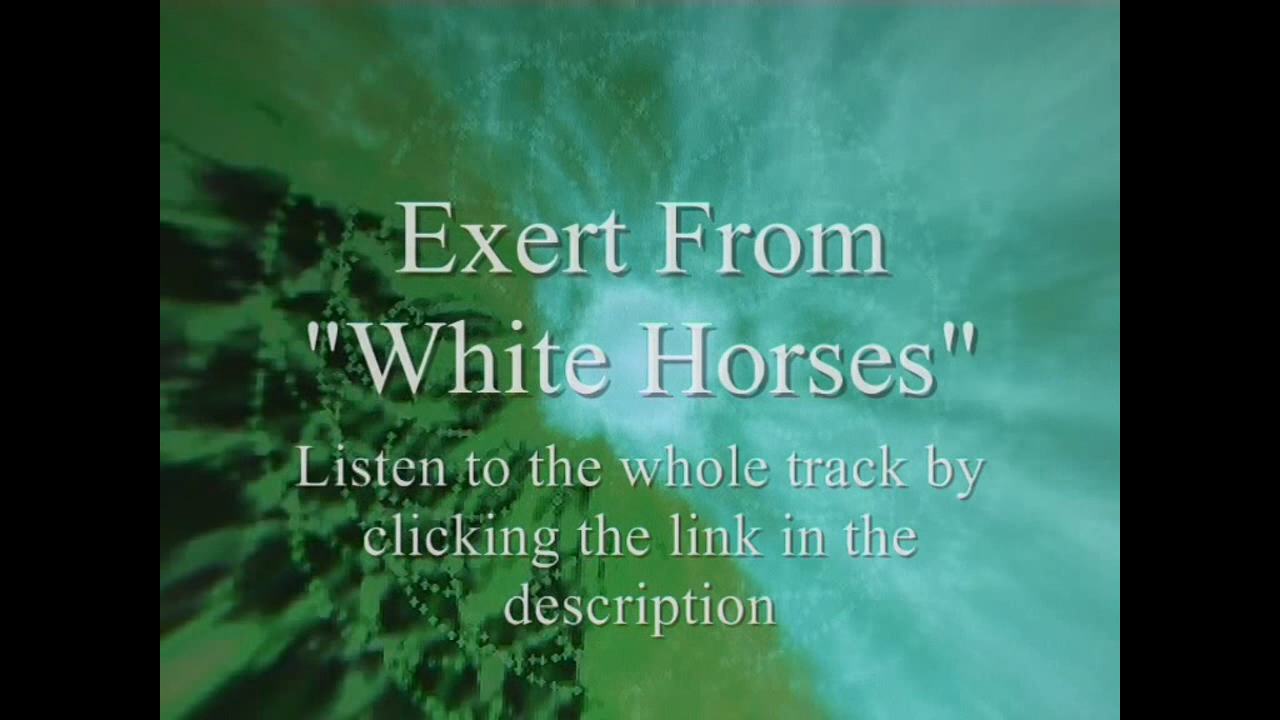 Exert From
"White Horses"
Listen to the whole track by
clicking the link in the
description